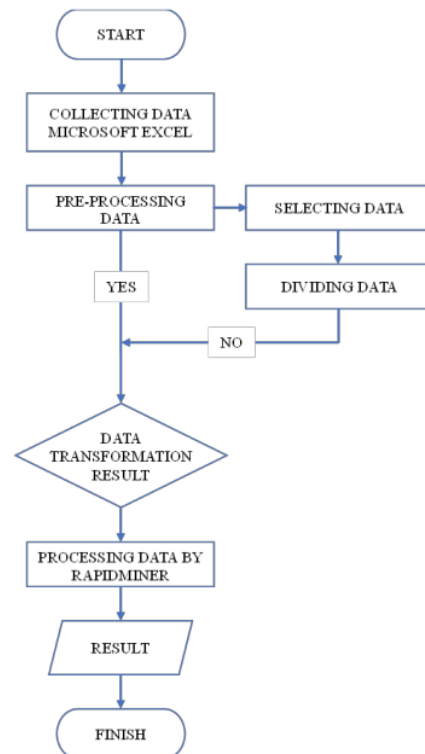 START
COLLECTING DATA
MICROSOFT EXCEL
PRE-PROCESSING
DATA
SELECTING DATA
YES
DIVIDING DATA
NO
DATA
TRANSFORMATION
RESULT
PROCESSING DATA BY
RAPIDMINER
RESULT
FINISH